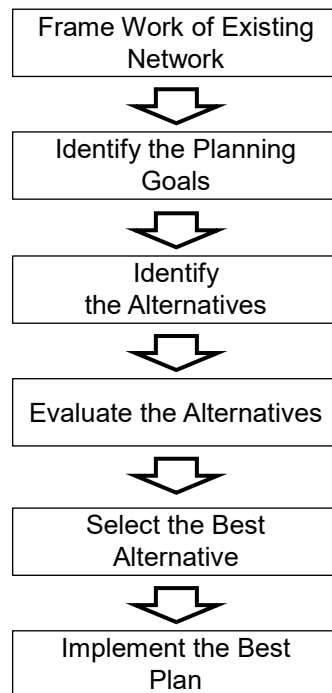 Frame Work of Existing
Network
Identify the Planning
Goals
Identify
the Alternatives
Evaluate the Alternatives
Select the Best
Alternative
Implement the Best
Plan